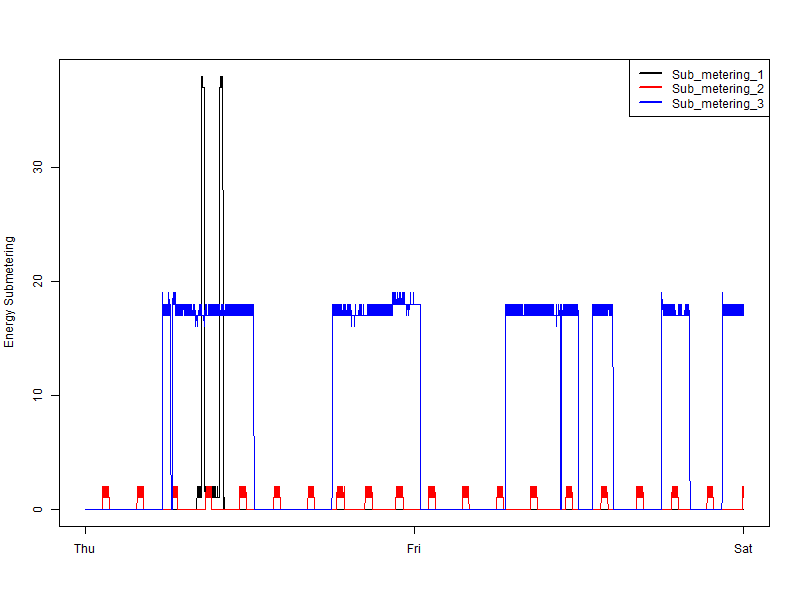 Sub_metering_1
Sub_metering_2
Sub_metering_3
Energy Submetering
30
20
10
0
Thu
Fri
Sat